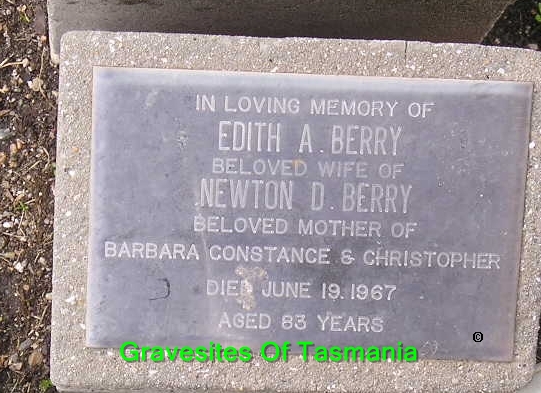 IN LOVING MEMORY OF
EDITH A. BERRY
BELOVED WIFE OF
NEWTON D. BERRY
BELOVED MOTHER OF
BARBARA CONSTANCE & CHRISTOPHER
DIED JUNE 19. 1967
AGED 83 YEARS
©
Gravesites Of Tasmania